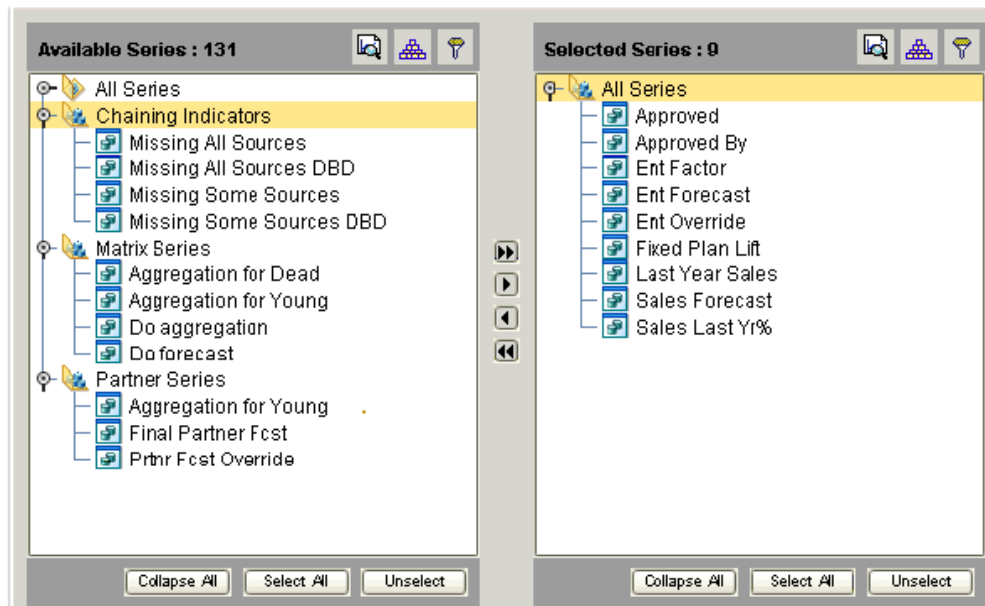 Available Series : 131
All Series
Chaining Indicators
Missing All Sources
Missing All Sources DBD
Missing Some Sources
Missing Some Sources DBD
Matrix Series
Aggregation for Dead
Aggregation for Young
Do aggregation
Do forecast
Partner Series
Aggregation for Young
Final Partner Fcst
Prtnr Fcst Override
Collapse All
Select All
Unselect
Selected Series : 9
All Series
Approved
Approved By
Ent Factor
Ent Forecast
Ent Override
Fixed Plan Lift
Last Year Sales
Sales Forecast
Sales Last Yr%
Collapse All
Select All
Unselect